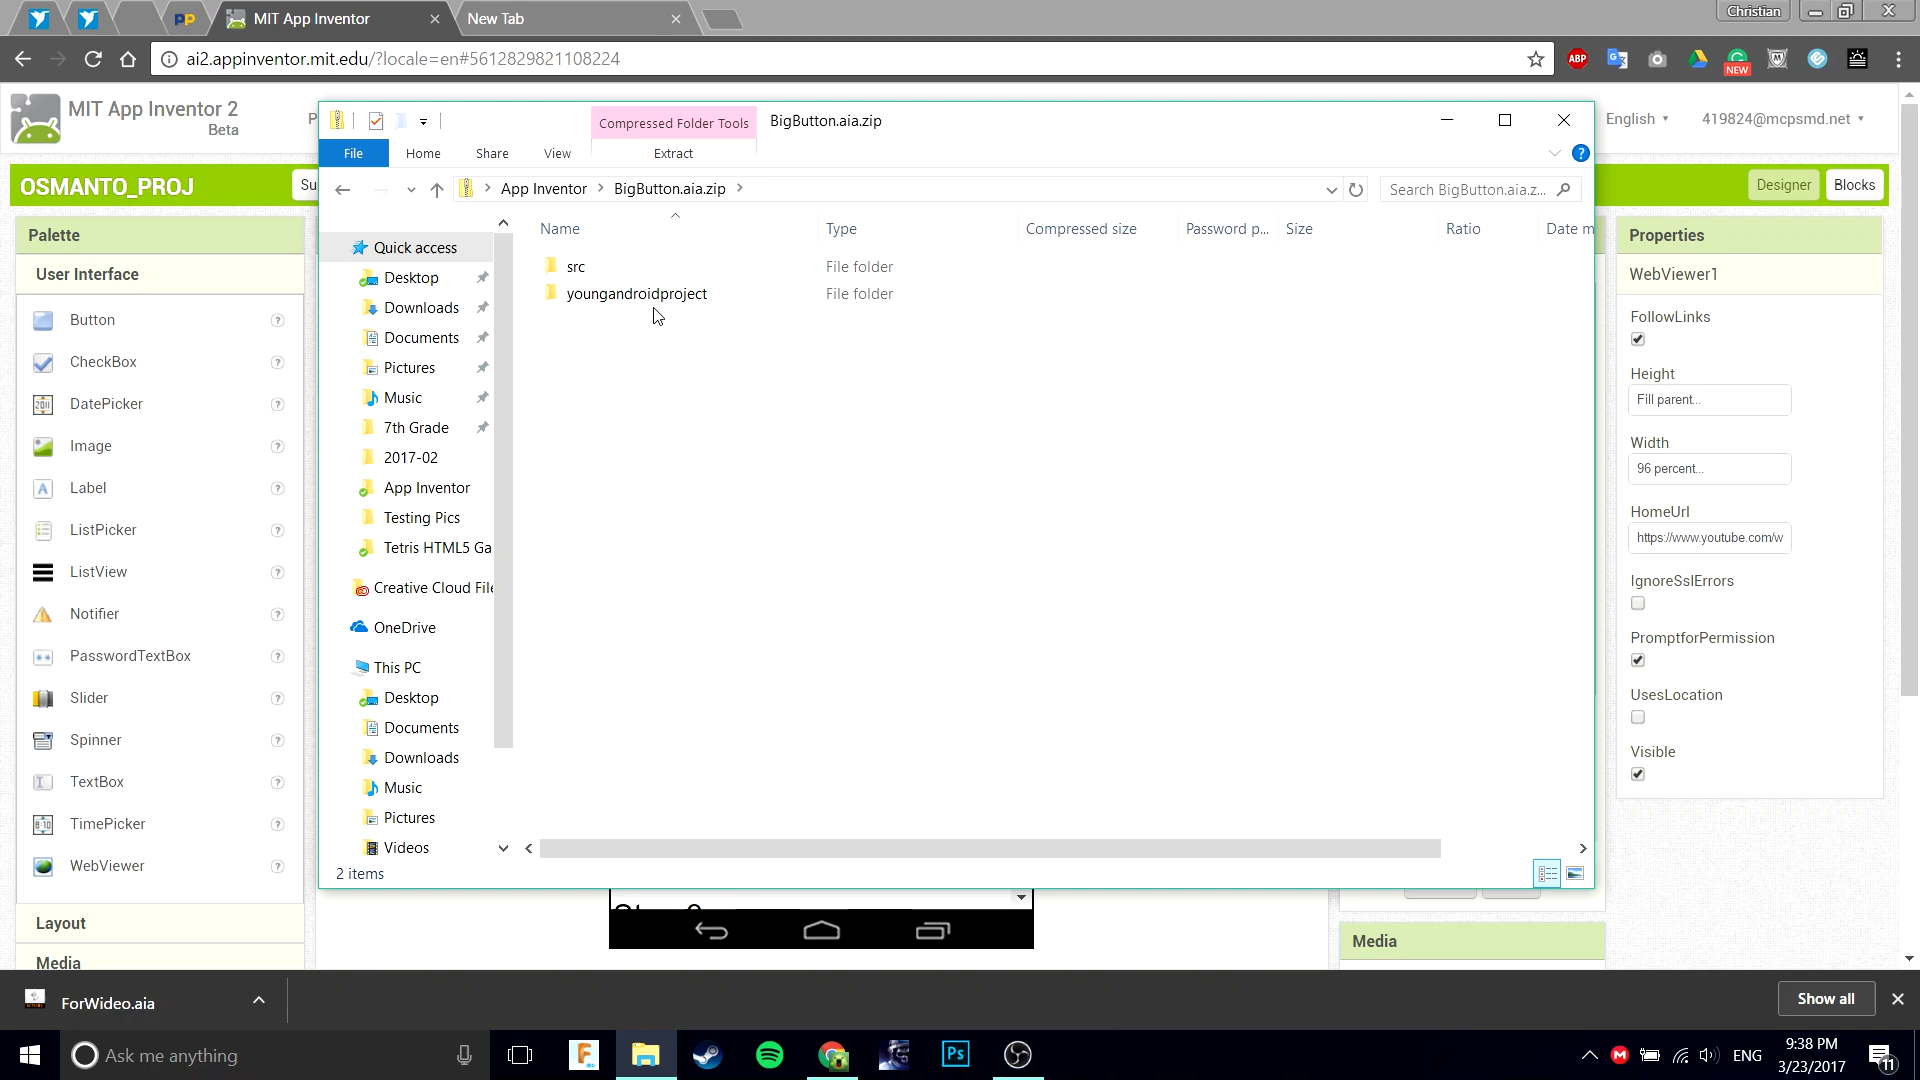 MIT App Inventor
New Tab
Christian
ai2.appinventor.mit.edu/?locale=en#5612829821108224
ABP
NEW
MIT App Inventor 2
Beta
P
English
419824@mcpsmd.net
OSMANTO_PROJ
Su
Designer
Blocks
Compressed Folder Tools
BigButton.aia.zip
File
Home
Share
View
Extract
App Inventor
BigButton.aia.zip
Search BigButton.aia.z...
Name
Type
Compressed size
Password p...
Size
Ratio
Date m
src
File folder
youngandroidproject
File folder
Quick access
Desktop
Downloads
Documents
Pictures
Music
7th Grade
2017-02
App Inventor
Testing Pics
Tetris HTML5 Ga
Creative Cloud File
OneDrive
This PC
Desktop
Documents
Downloads
Music
Pictures
Videos
2 items
Palette
User Interface
Button
CheckBox
DatePicker
Image
Label
ListPicker
ListView
Notifier
PasswordTextBox
Slider
Spinner
TextBox
TimePicker
WebViewer
Layout
Media
Properties
WebViewer1
FollowLinks
Height
Fill parent...
Width
96 percent...
HomeUrl
https://www.youtube.com/w
IgnoreSslErrors
PromptforPermission
UsesLocation
Visible
Media
ForWideo.aia
Show all
Ask me anything
Ps
ENG
9:38 PM
3/23/2017
11